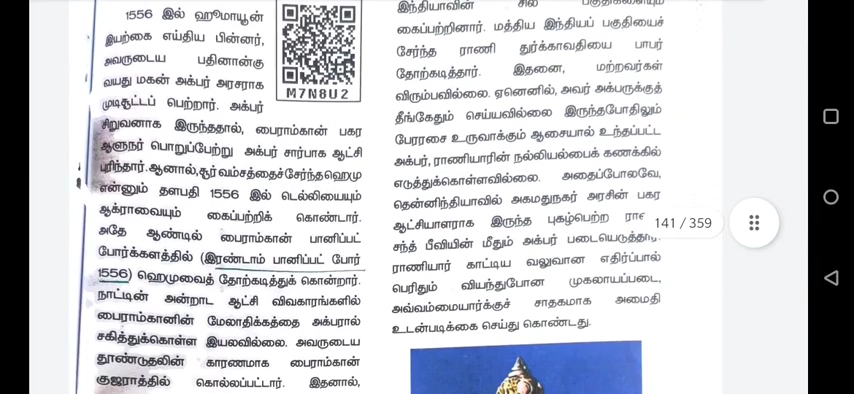 1556 இல் ஹூமாயூன்
இயற்கை எய்திய பின்னர்,
அவருடைய பதினான்கு
வயது மகன் அக்பர் அரசராக
முடிசூட்டப் பெற்றார். அக்பர்
சிறுவனாக இருந்ததால், பைராம்கான் பகர
ஆளுநர் பொறுப்பேற்று அக்பர் சார்பாக ஆட்சி
புரிந்தார்.ஆனால்,சூர்வம்சத்தைச்சேர்ந்தஹெமு
என்னும் தளபதி 1556 இல் டெல்லியையும்
ஆக்ராவையும் கைப்பற்றிக் கொண்டார்.
அதே ஆண்டில் பைராம்கான் பானிப்பட்
போர்க்களத்தில் (இரண்டாம் பானிப்பட் போர்
1556) ஹெமுவைத் தோற்கடித்துக் கொன்றார்.
நாட்டின் அன்றாட ஆட்சி விவகாரங்களில்
பைராம்கானின் மேலாதிக்கத்தை அக்பரால்
சகித்துக்கொள்ள இயலவில்லை. அவருடைய
தூண்டுதலின் காரணமாக பைராம்கான்
குஜராத்தில் கொல்லப்பட்டார். இதனால்,
M7N8U2
இந்தியாவின் சில பகுதிகளையும்
கைப்பற்றினார். மத்திய இந்தியப் பகுதியைச்
சேர்ந்த ராணி துர்க்காவதியை பாபர்
தோற்கடித்தார். இதனை, மற்றவர்கள்
விரும்பவில்லை. ஏனெனில், அவர் அக்பருக்குத்
தீங்கேதும் செய்யவில்லை இருந்தபோதிலும்
பேரரசை உருவாக்கும் ஆசையால் உந்தப்பட்ட
அக்பர், ராணியாரின் நல்லியல்பைக் கணக்கில்
எடுத்துக்கொள்ளவில்லை. அதைப்போலவே,
தென்னிந்தியாவில் அகமதுநகர் அரசின் பகர
ஆட்சியாளராக இருந்த புகழ்பெற்ற
சந்த் பீவியின் மீதும் அக்பர் படையெடுத்தார்.
ராணியார் காட்டிய வலுவான எதிர்ப்பால்
பெரிதும் வியந்துபோன முகலாயப்படை,
அவ்வம்மையார்க்குச் சாதகமாக அமைதி
உடன்படிக்கை செய்து கொண்டது.
141 / 359